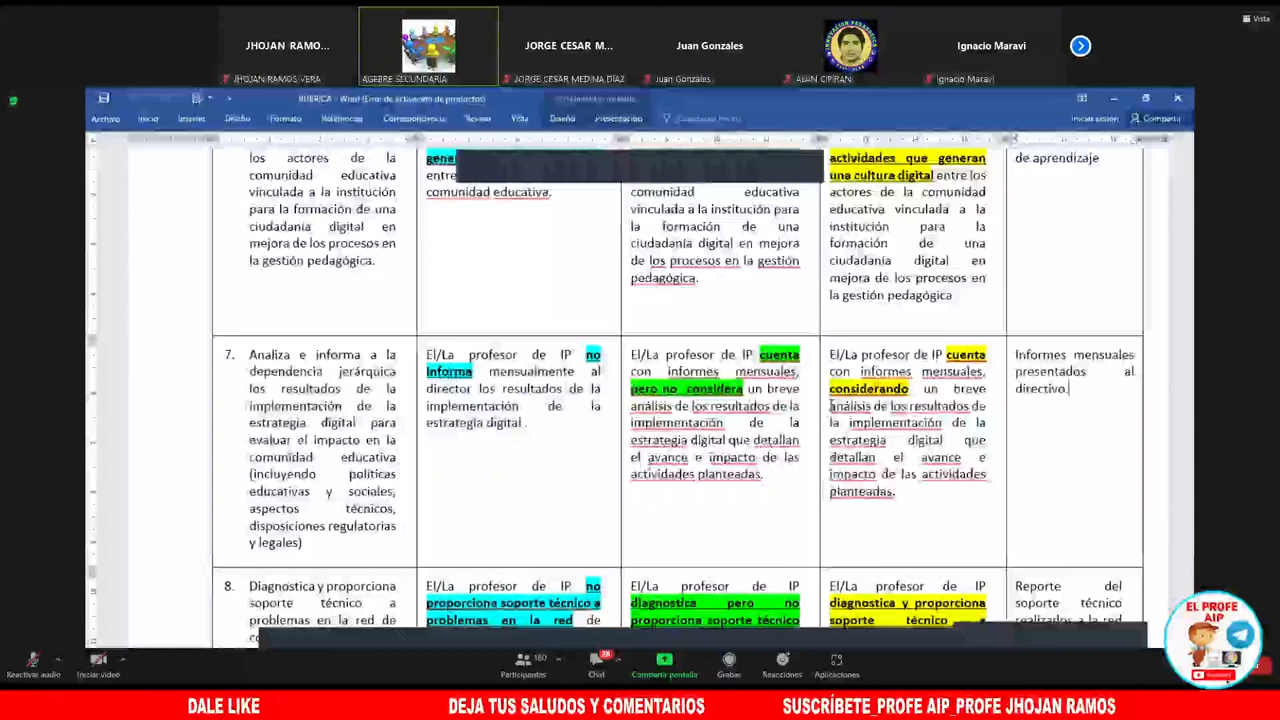 Vista
JHOJAN RAMO...
JORGE CESAR M...
Juan Gonzales
Ignacio Maravi
JHOJAN RAMOS VERA
AGEBRE SECUNDARIA
JORGE CESAR MEDINA DIAZ
Juan Gonzales
Ignacio Maravi
RUBRICA - Word (Error de activación de productos)
Archivo
Inicio
Insertar
Diseño
Formato
Referencias
Correspondencia
Revisar
Vista
Diseño
Presentación
Iniciar sesión
Compartir
los actores de la
comunidad educativa
vinculada a la institución
para la formación de una
ciudadanía digital en
mejora de los procesos en
la gestión pedagógica.
gener
entre
comunidad educativa.
comunidad educativa
vinculada a la institución para
la formación de una
ciudadanía digital en mejora
de los procesos en la gestión
pedagógica.
actividades que generan
una cultura digital entre los
actores de la comunidad
educativa vinculada a la
institución para la
formación de una
ciudadanía digital en
mejora de los procesos en
la gestión pedagógica
de aprendizaje
7. Analiza e informa a la
dependencia jerárquica
los resultados de la
implementación de la
estrategia digital para
evaluar el impacto en la
comunidad educativa
(incluyendo políticas
educativas y sociales,
aspectos técnicos,
disposiciones regulatorias
y legales)
El/La profesor de IP no
informa mensualmente al
director los resultados de la
implementación de la
estrategia digital .
El/La profesor de IP cuenta
con informes mensuales,
pero no considera un breve
análisis de los resultados de la
implementación de la
estrategia digital que detallan
el avance e impacto de las
actividades planteadas.
El/La profesor de IP cuenta
con informes mensuales,
considerando un breve
análisis de los resultados de
la implementación de la
estrategia digital que
detallan el avance e
impacto de las actividades
planteadas.
Informes mensuales
presentados al
directivo.
8. Diagnostica y proporciona
soporte técnico a
problemas en la red de
El/La profesor de IP no
proporciona soporte técnico a
problemas en la red de
El/La profesor de IP
diagnostica pero no
proporciona soporte técnico
El/La profesor de IP
diagnostica y proporciona
soporte técnico a
Reporte del
soporte técnico
realizados a la red
EL PROFE
AIP
Reactivar audio
Iniciar video
180
Participantes
28
Chat
Compartir pantalla
Grabar
Reacciones
Aplicaciones
DALE LIKE
DEJA TUS SALUDOS Y COMENTARIOS
SUSCRÍBETE_PROFE AIP_PROFE JHOJAN RAMOS